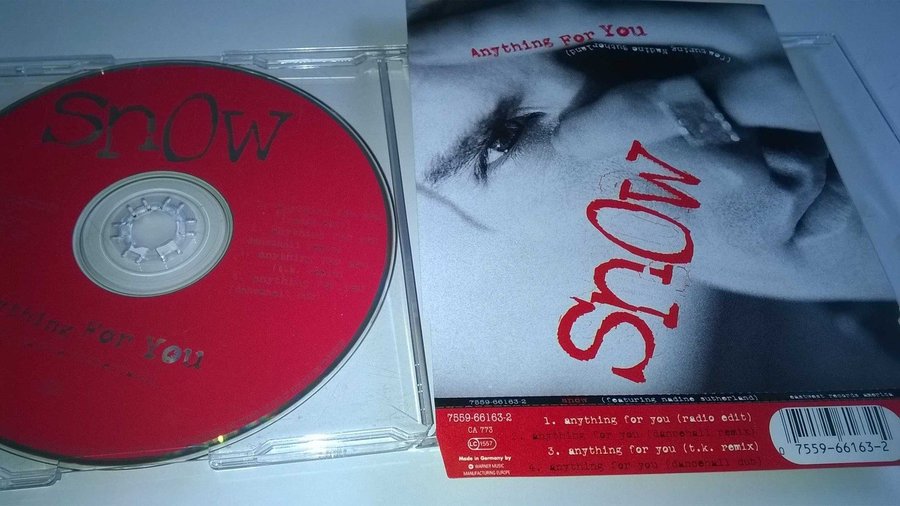 snow
For You
Anything For You
(featuring Nadine Sutherland)
snow
7559-66163-2
snow (featuring nadine sutherland)
eastwest records america
7559-66163-2
CA 773
LC 1557
Made in Germany by
WARNER MUSIC
MANUFACTURING EUROPE
1. anything for you (radio edit)
2. anything for you (dancehall remix)
3. anything for you (t.k. remix)
4. anything for you (dancehall dub)
0 7559-66163-2